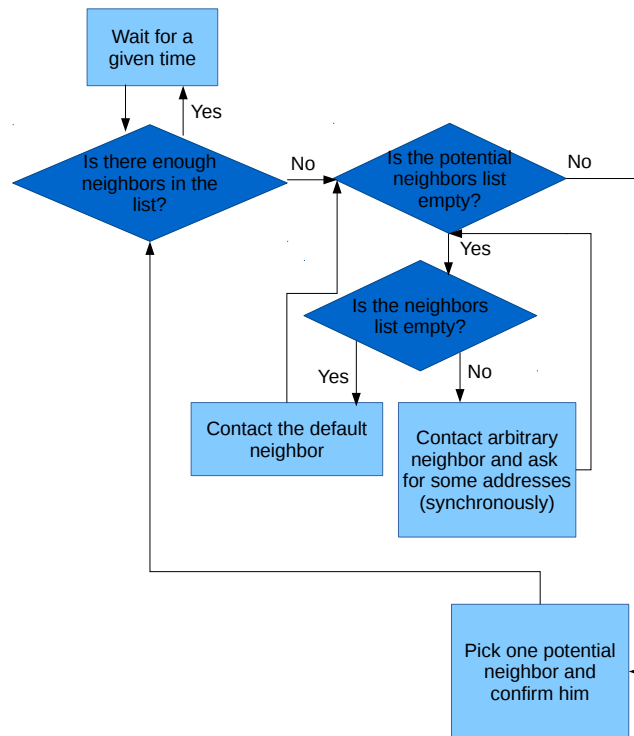 Wait for a
given time
Yes
Is there enough
neighbors in the
list?
No
Is the potential
neighbors list
empty?
No
Yes
Is the neighbors
list empty?
Yes
No
Contact the default
neighbor
Contact arbitrary
neighbor and ask
for some addresses
(synchronously)
Pick one potential
neighbor and
confirm him